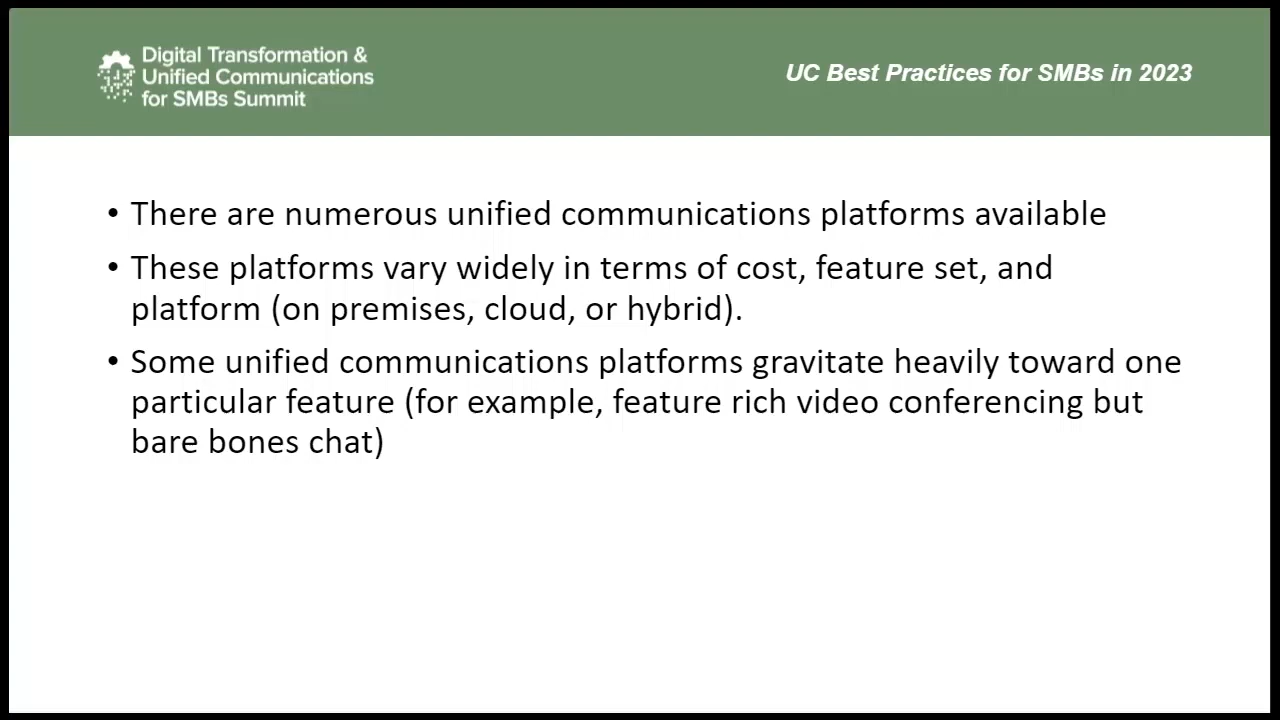 Digital Transformation &
Unified Communications
for SMBs Summit
UC Best Practices for SMBs in 2023
• There are numerous unified communications platforms available
• These platforms vary widely in terms of cost, feature set, and
platform (on premises, cloud, or hybrid).
• Some unified communications platforms gravitate heavily toward one
particular feature (for example, feature rich video conferencing but
bare bones chat)